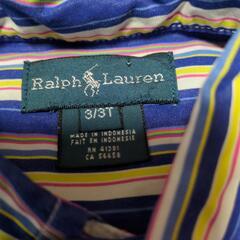 Ralph Lauren
3/3T
MADE IN INDONESIA
FAIT EN INDONESIE
RN 41381
CA 56658